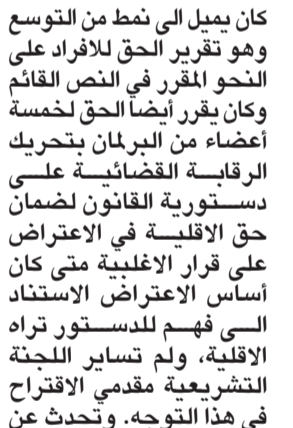 كان يميل الى نمط من التوسع
وهو تقرير الحق للافراد على
النحو المقرر في النص القائم
وكان يقرر أيضا الحق لخمسة
أعضاء من البرلمان بتحريك
الرقابة القضائية على
دستورية القانون لضمان
حق الاقلية في الاعتراض
على قرار الاغلبية متى كان
أساس الاعتراض الاستناد
الى فهم للدستور تراه
الاقلية، ولم تساير اللجنة
التشريعية مقدمي الاقتراح
في هذا التوجه. وتحدث عن